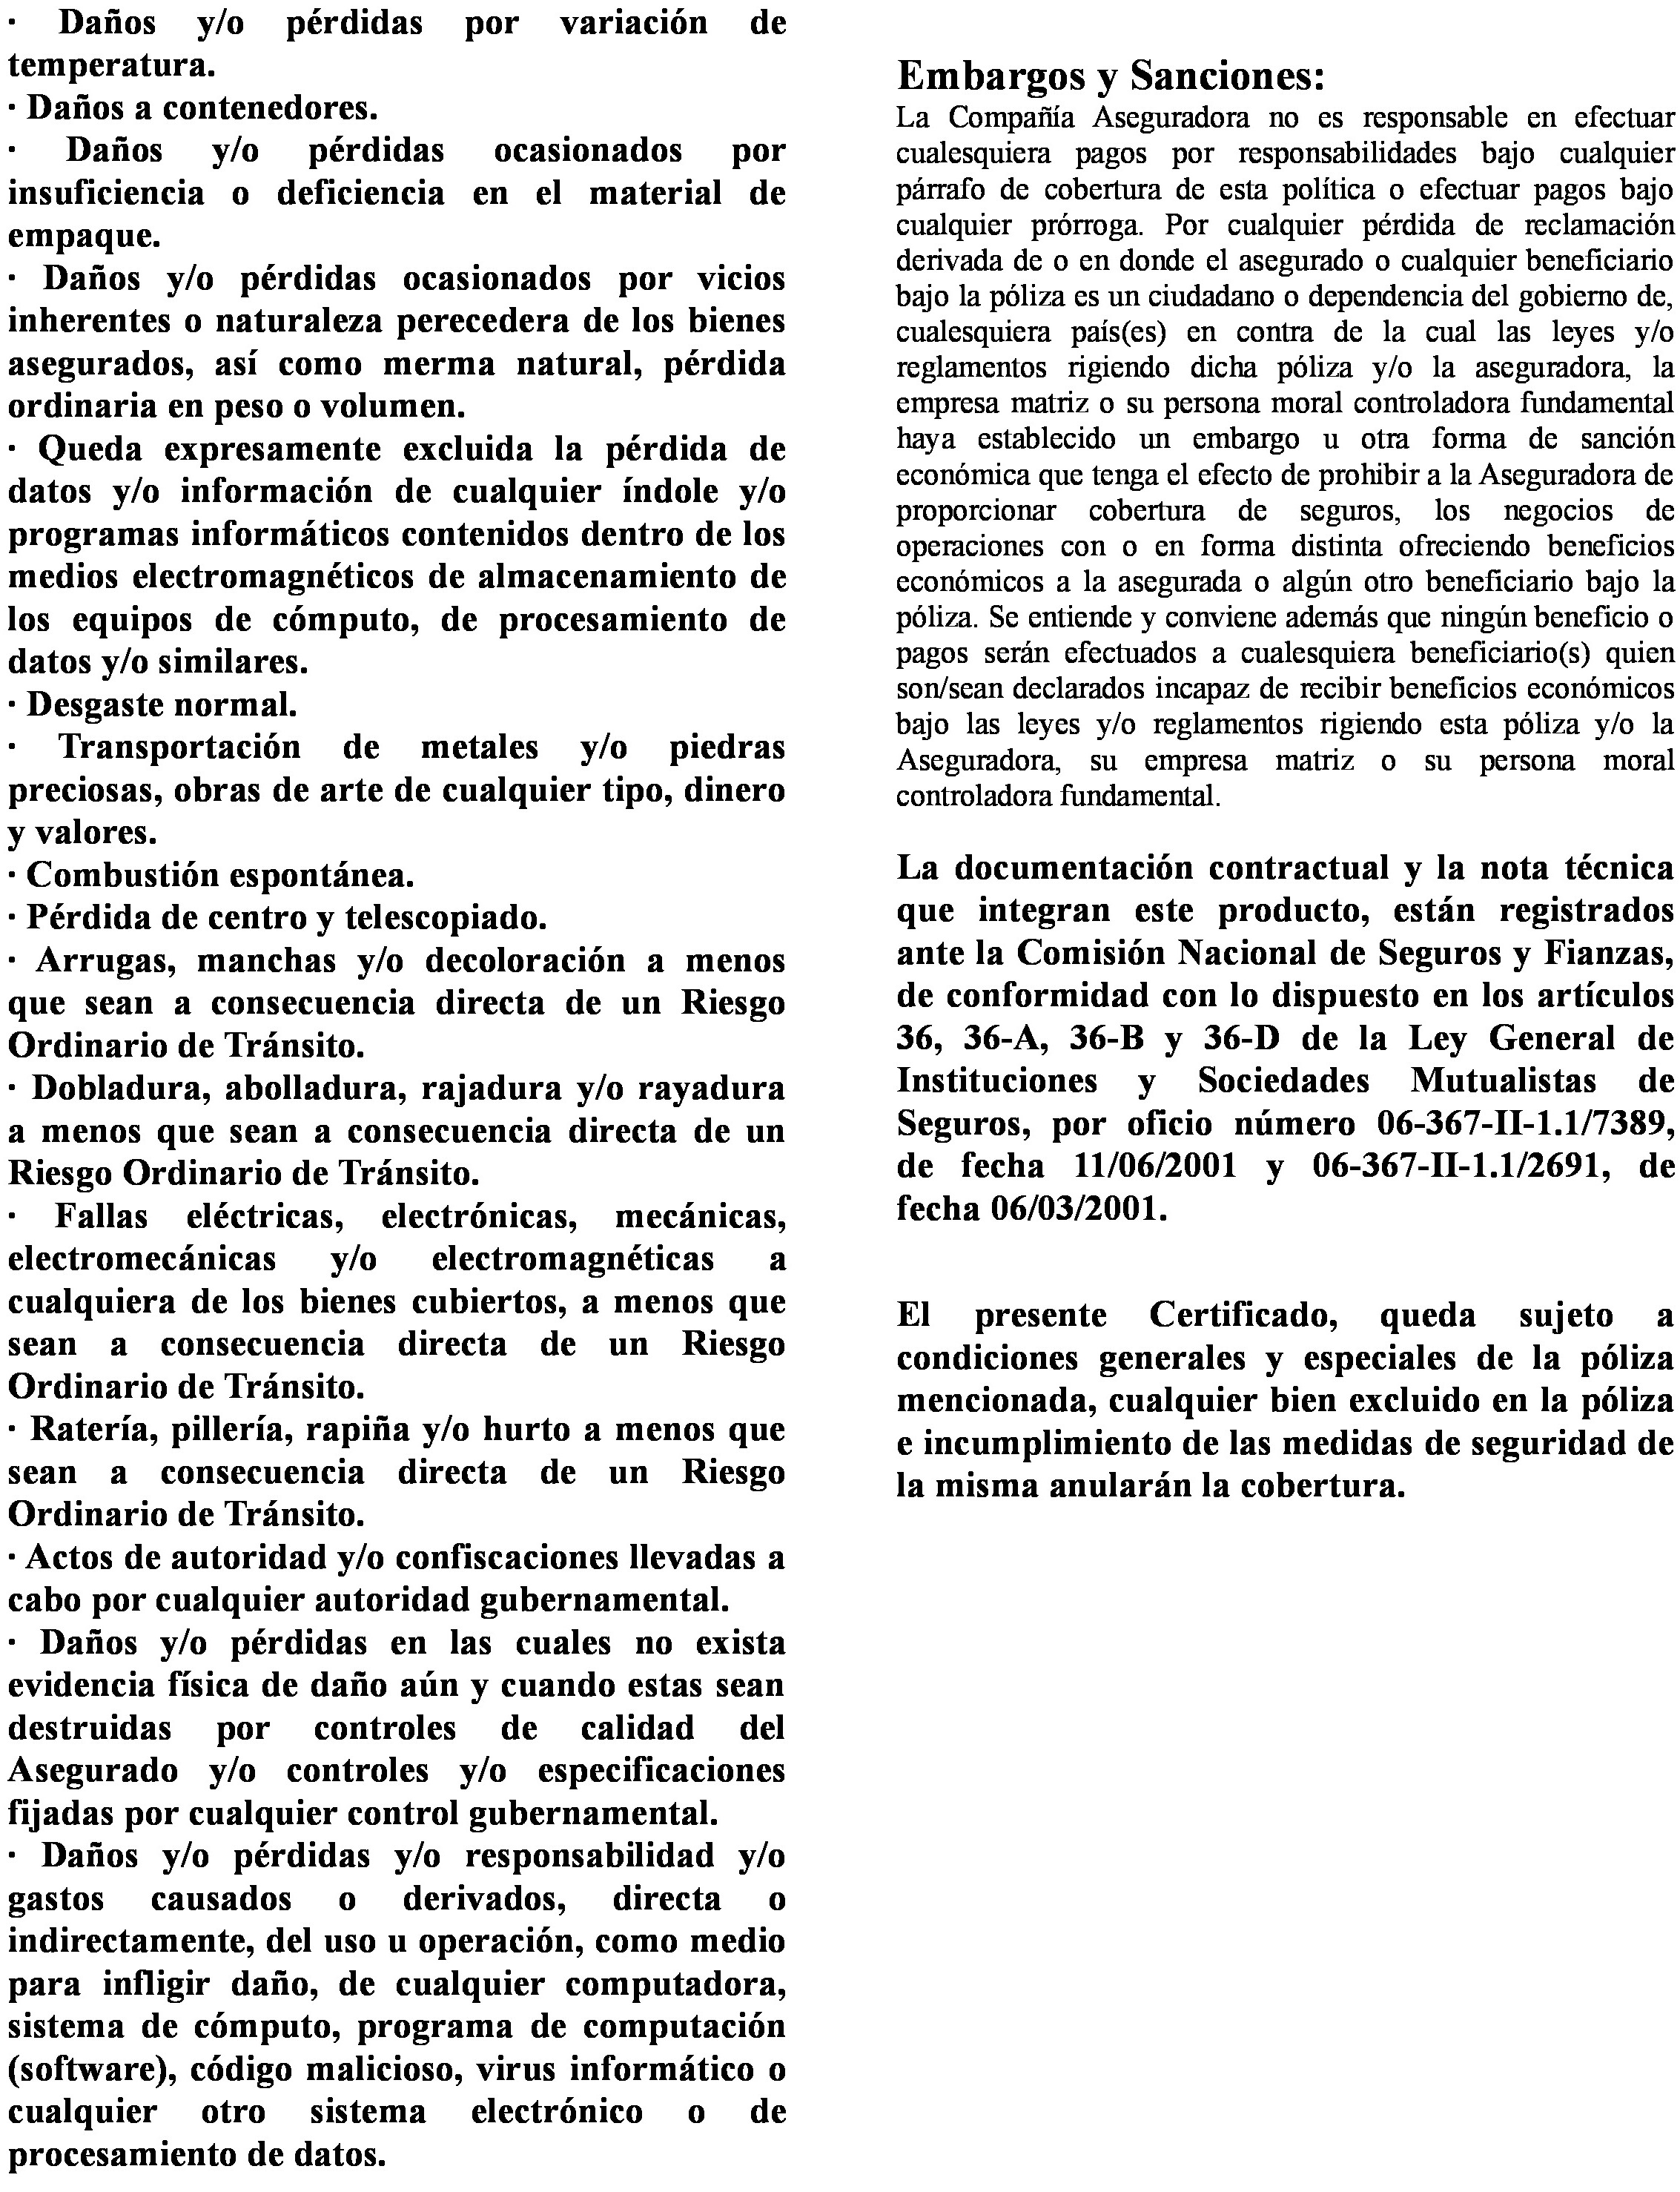 · Daños y/o pérdidas por variación de
temperatura.
· Daños a contenedores.
· Daños y/o pérdidas ocasionados por
insuficiencia o deficiencia en el material de
empaque.
· Daños y/o pérdidas ocasionados por vicios
inherentes o naturaleza perecedera de los bienes
asegurados, así como merma natural, pérdida
ordinaria en peso o volumen.
· Queda expresamente excluida la pérdida de
datos y/o información de cualquier índole y/o
programas informáticos contenidos dentro de los
medios electromagnéticos de almacenamiento de
los equipos de cómputo, de procesamiento de
datos y/o similares.
· Desgaste normal.
· Transportación de metales y/o piedras
preciosas, obras de arte de cualquier tipo, dinero
y valores.
· Combustión espontánea.
· Pérdida de centro y telescopiado.
· Arrugas, manchas y/o decoloración a menos
que sean a consecuencia directa de un Riesgo
Ordinario de Tránsito.
· Dobladura, abolladura, rajadura y/o rayadura
a menos que sean a consecuencia directa de un
Riesgo Ordinario de Tránsito.
· Fallas eléctricas, electrónicas, mecánicas,
electromecánicas y/o electromagnéticas a
cualquiera de los bienes cubiertos, a menos que
sean a consecuencia directa de un Riesgo
Ordinario de Tránsito.
· Ratería, pillería, rapiña y/o hurto a menos que
sean a consecuencia directa de un Riesgo
Ordinario de Tránsito.
· Actos de autoridad y/o confiscaciones llevadas a
cabo por cualquier autoridad gubernamental.
· Daños y/o pérdidas en las cuales no exista
evidencia física de daño aún y cuando estas sean
destruidas por controles de calidad del
Asegurado y/o controles y/o especificaciones
fijadas por cualquier control gubernamental.
· Daños y/o pérdidas y/o responsabilidad y/o
gastos causados o derivados, directa o
indirectamente, del uso u operación, como medio
para infligir daño, de cualquier computadora,
sistema de cómputo, programa de computación
(software), código malicioso, virus informático o
cualquier otro sistema electrónico o de
procesamiento de datos.
Embargos y Sanciones:
La Compañía Aseguradora no es responsable en efectuar
cualesquiera pagos por responsabilidades bajo cualquier
párrafo de cobertura de esta política o efectuar pagos bajo
cualquier prórroga. Por cualquier pérdida de reclamación
derivada de o en donde el asegurado o cualquier beneficiario
bajo la póliza es un ciudadano o dependencia del gobierno de,
cualesquiera país(es) en contra de la cual las leyes y/o
reglamentos rigiendo dicha póliza y/o la aseguradora, la
empresa matriz o su persona moral controladora fundamental
haya establecido un embargo u otra forma de sanción
económica que tenga el efecto de prohibir a la Aseguradora de
proporcionar cobertura de seguros, los negocios de
operaciones con o en forma distinta ofreciendo beneficios
económicos a la asegurada o algún otro beneficiario bajo la
póliza. Se entiende y conviene además que ningún beneficio o
pagos serán efectuados a cualesquiera beneficiario(s) quien
son/sean declarados incapaz de recibir beneficios económicos
bajo las leyes y/o reglamentos rigiendo esta póliza y/o la
Aseguradora, su empresa matriz o su persona moral
controladora fundamental.
La documentación contractual y la nota técnica
que integran este producto, están registrados
ante la Comisión Nacional de Seguros y Fianzas,
de conformidad con lo dispuesto en los artículos
36, 36-A, 36-B y 36-D de la Ley General de
Instituciones y Sociedades Mutualistas de
Seguros, por oficio número 06-367-II-1.1/7389,
de fecha 11/06/2001 y 06-367-II-1.1/2691, de
fecha 06/03/2001.
El presente Certificado, queda sujeto a
condiciones generales y especiales de la póliza
mencionada, cualquier bien excluido en la póliza
e incumplimiento de las medidas de seguridad de
la misma anularán la cobertura.